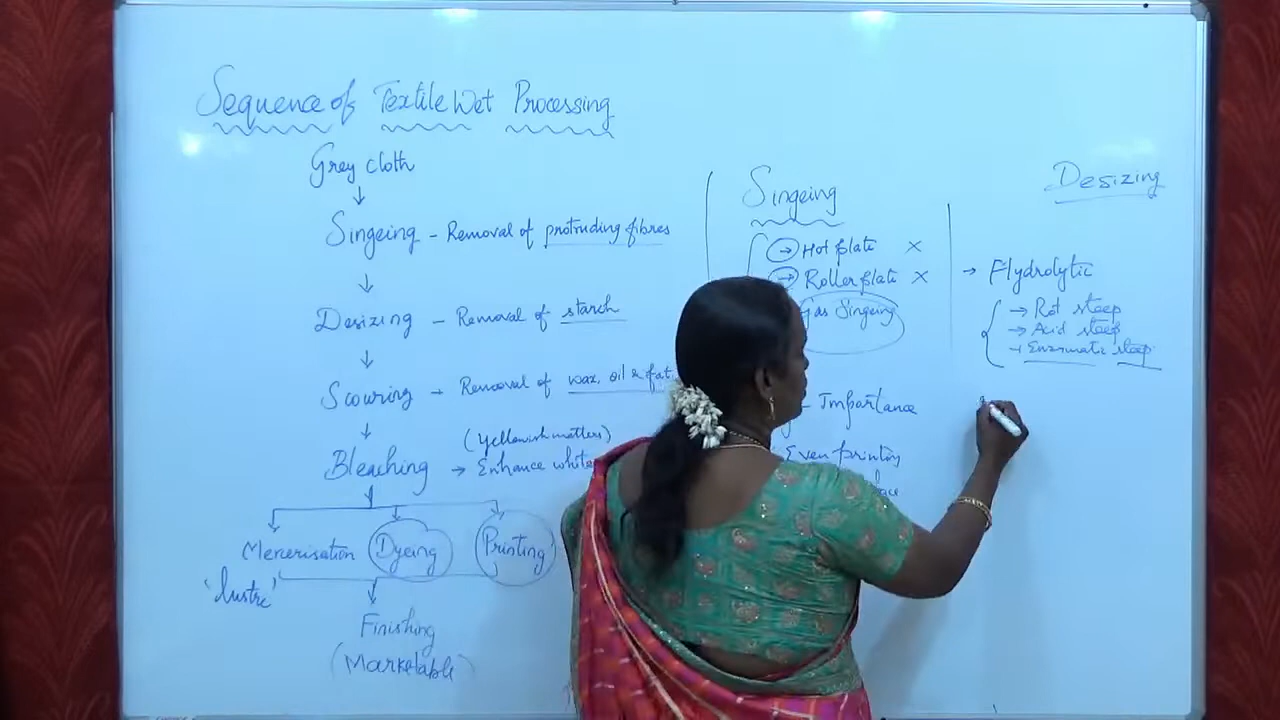 Sequence of Textile Wet Processing
Grey cloth
↓
Singeing - Removal of protruding fibres
↓
Desizing - Removal of starch
↓
Scouring → Removal of wax, oil & fat
↓
(Yellowish matters)
Bleaching → Enhance white
Mercerisation Dyeing Printing
'lustre'
Finishing
(Marketable)
Singeing
→ Hot plate ×
→ Roller plate ×
Gas Singeing
- Importance
Even printing
Desizing
→ Hydrolytic
→ Rot steep
→ Acid steep
→ Enzymatic steep